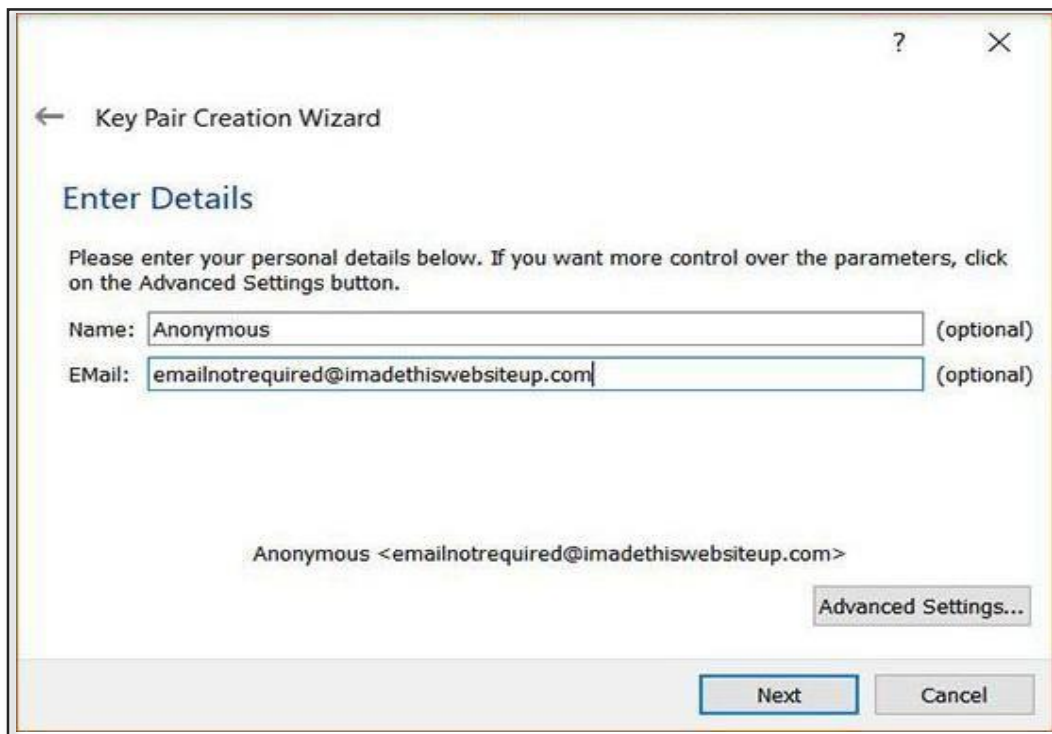 ?
Key Pair Creation Wizard
Enter Details
Please enter your personal details below. If you want more control over the parameters, click
on the Advanced Settings button.
Name: Anonymous (optional)
EMail: emailnotrequired@imadethiswebsiteup.com (optional)
Anonymous <emailnotrequired@imadethiswebsiteup.com>
Advanced Settings...
Next Cancel